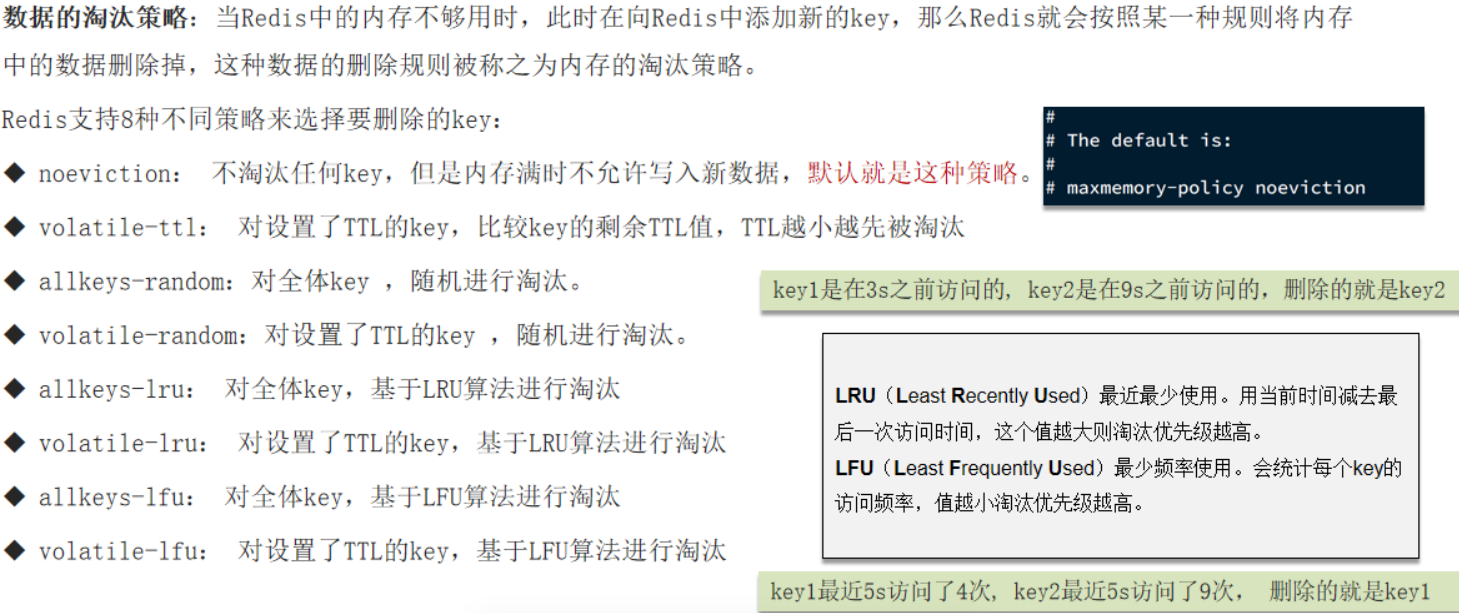 数据的淘汰策略：当Redis中的内存不够用时，此时在向Redis中添加新的key，那么Redis就会按照某一种规则将内存
中的数据删除掉，这种数据的删除规则被称之为内存的淘汰策略。
Redis支持8种不同策略来选择要删除的key：
◆ noeviction： 不淘汰任何key，但是内存满时不允许写入新数据，默认就是这种策略。
◆ volatile-ttl： 对设置了TTL的key，比较key的剩余TTL值，TTL越小越先被淘汰
◆ allkeys-random：对全体key ，随机进行淘汰。
◆ volatile-random：对设置了TTL的key ，随机进行淘汰。
◆ allkeys-lru： 对全体key，基于LRU算法进行淘汰
◆ volatile-lru： 对设置了TTL的key，基于LRU算法进行淘汰
◆ allkeys-lfu： 对全体key，基于LFU算法进行淘汰
◆ volatile-lfu： 对设置了TTL的key，基于LFU算法进行淘汰
#
# The default is:
#
# maxmemory-policy noeviction
key1是在3s之前访问的, key2是在9s之前访问的，删除的就是key2
LRU（Least Recently Used）最近最少使用。用当前时间减去最
后一次访问时间，这个值越大则淘汰优先级越高。
LFU（Least Frequently Used）最少频率使用。会统计每个key的
访问频率，值越小淘汰优先级越高。
key1最近5s访问了4次, key2最近5s访问了9次， 删除的就是key1